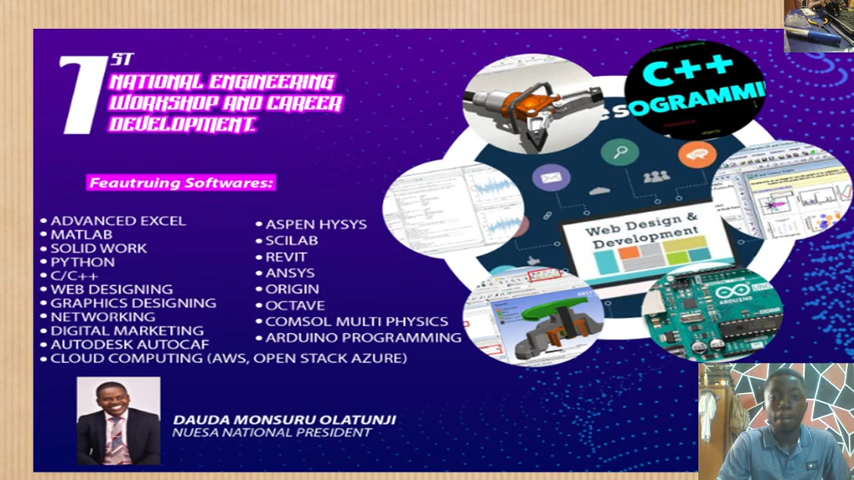 1ST
NATIONAL ENGINEERING
WORKSHOP AND CAREER
DEVELOPMENT.
Feautruing Softwares:
• ADVANCED EXCEL
• MATLAB
• SOLID WORK
• PYTHON
• C/C++
• WEB DESIGNING
• GRAPHICS DESIGNING
• NETWORKING
• DIGITAL MARKETING
• AUTODESK AUTOCAF
• CLOUD COMPUTING (AWS, OPEN STACK AZURE)
• ASPEN HYSYS
• SCILAB
• REVIT
• ANSYS
• ORIGIN
• OCTAVE
• COMSOL MULTI PHYSICS
• ARDUINO PROGRAMMING
C++
OGRAMMI
Web Design &
Development
ARDUINO
DAUDA MONSURU OLATUNJI
NUESA NATIONAL PRESIDENT